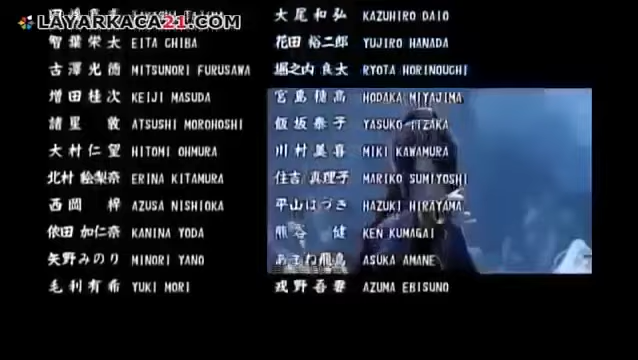 LAYARKACA21.COM
智葉栄太 EITA CHIBA
古澤光徳 MITSUNORI FURUSAWA
増田桂次 KEIJI MASUDA
諸星 敦 ATSUSHI MOROHOSHI
大村仁望 HITOMI OHMURA
北村 絵梨奈 ERINA KITAMURA
西岡 梓 AZUSA NISHIOKA
依田 加仁奈 KANINA YODA
矢野みのり MINORI YANO
毛利有希 YUKI MORI
大尾和弘 KAZUHIRO DAIO
花田 裕二郎 YUJIRO HANADA
堀之内 良太 RYOTA HORINOUCHI
宮島穂高 HODAKA MIYAJIMA
飯坂泰子 YASUKO IIZAKA
川村美喜 MIKI KAWAMURA
住吉 真理子 MARIKO SUMIYOSHI
平山はづき HAZUKI HIRAYAMA
熊谷 健 KEN KUMAGAI
あまね飛鳥 ASUKA AMANE
戎野吾妻 AZUMA EBISUNO